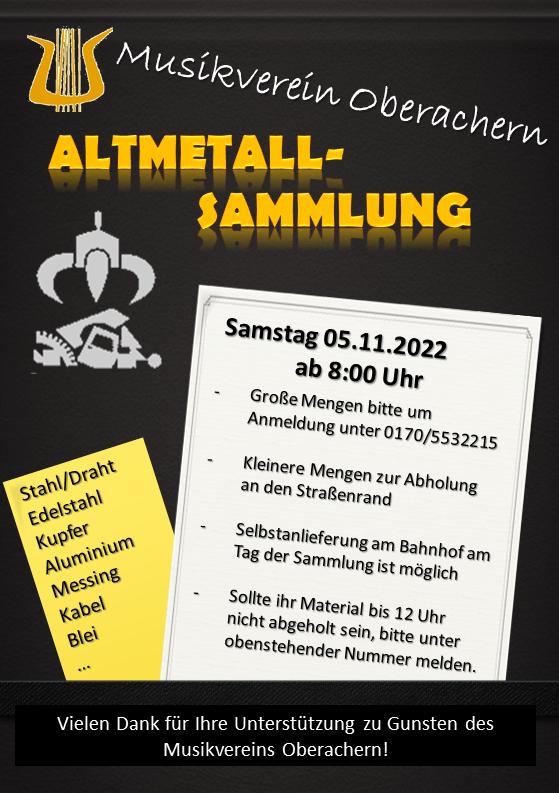 Musikverein Oberachern
ALTMETALL-
SAMMLUNG
Samstag 05.11.2022
ab 8:00 Uhr
- Große Mengen bitte um
Anmeldung unter 0170/5532215
- Kleinere Mengen zur Abholung
an den Straßenrand
- Selbstanlieferung am Bahnhof am
Tag der Sammlung ist möglich
- Sollte ihr Material bis 12 Uhr
nicht abgeholt sein, bitte unter
obenstehender Nummer melden.
Stahl/Draht
Edelstahl
Kupfer
Aluminium
Messing
Kabel
Blei
...
Vielen Dank für Ihre Unterstützung zu Gunsten des
Musikvereins Oberachern!